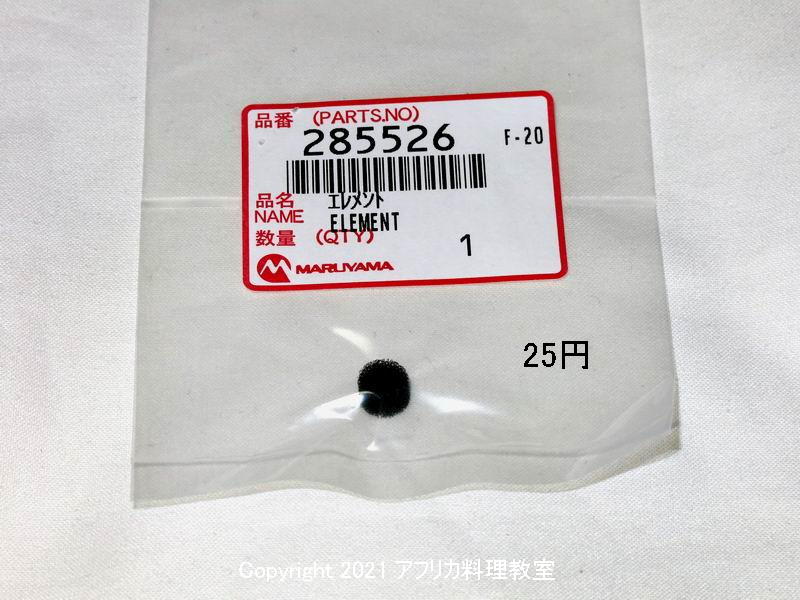 品番 (PARTS.NO)
285526 F-20
品名 エレメント
NAME ELEMENT
数量 (QTY) 1
MARUYAMA
25円
Copyright 2021 アフリカ料理教室